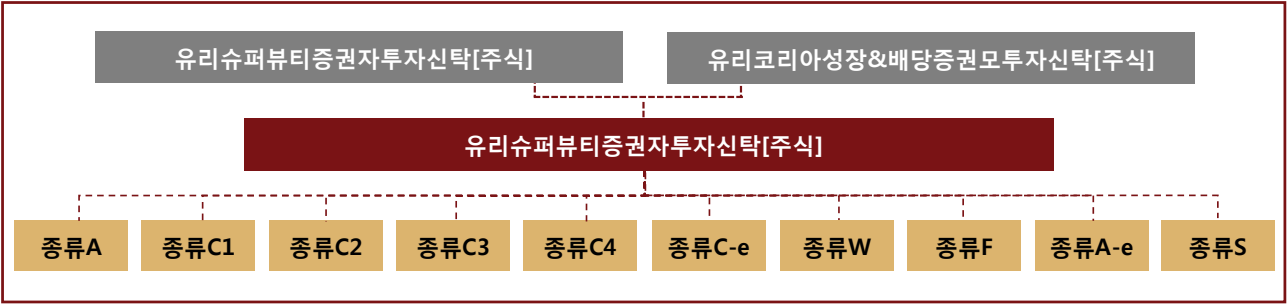 유리슈퍼뷰티증권자투자신탁[주식]
유리코리아성장&배당증권모투자신탁[주식]
유리슈퍼뷰티증권자투자신탁[주식]
종류A
종류C1
종류C2
종류C3
종류C4
종류C-e
종류W
종류F
종류A-e
종류S